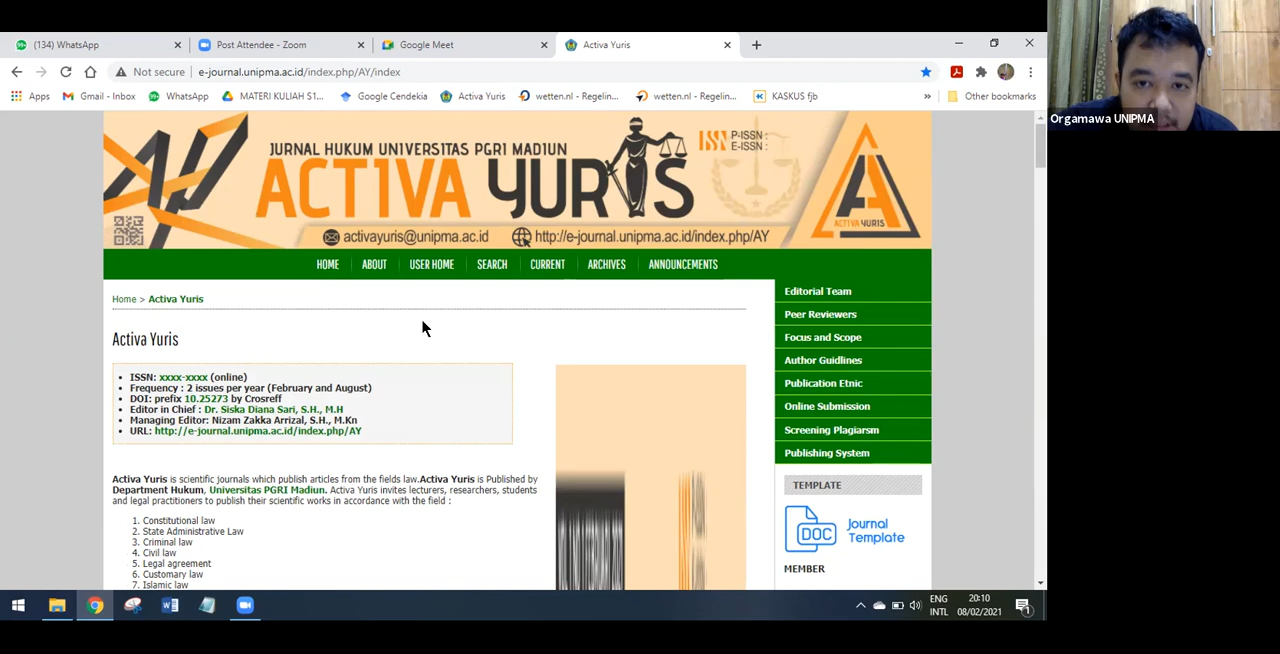 (134) WhatsApp
Post Attendee - Zoom
Google Meet
Activa Yuris
Not secure
e-journal.unipma.ac.id/index.php/AY/index
Apps
Gmail - Inbox
WhatsApp
MATERI KULIAH S1...
Google Cendekia
Activa Yuris
wetten.nl - Regelin...
wetten.nl - Regelin...
KASKUS fjb
»
Other bookmarks
Orgamawa UNIPMA
JURNAL HUKUM UNIVERSITAS PGRI MADIUN
ISSN P-ISSN :
E-ISSN :
ACTIVA YURIS
ACTIVA YURIS
activayuris@unipma.ac.id
http://e-journal.unipma.ac.id/index.php/AY
HOME
ABOUT
USER HOME
SEARCH
CURRENT
ARCHIVES
ANNOUNCEMENTS
Home > Activa Yuris
Activa Yuris
• ISSN: xxxx-xxxx (online)
• Frequency : 2 issues per year (February and August)
• DOI: prefix 10.25273 by Crosreff
• Editor in Chief : Dr. Siska Diana Sari, S.H., M.H
• Managing Editor: Nizam Zakka Arrizal, S.H., M.Kn
• URL: http://e-journal.unipma.ac.id/index.php/AY
Activa Yuris is scientific journals which publish articles from the fields law.Activa Yuris is Published by
Department Hukum, Universitas PGRI Madiun. Activa Yuris invites lecturers, researchers, students
and legal practitioners to publish their scientific works in accordance with the field :
1. Constitutional law
2. State Administrative Law
3. Criminal law
4. Civil law
5. Legal agreement
6. Customary law
7. Islamic law
Editorial Team
Peer Reviewers
Focus and Scope
Author Guidlines
Publication Etnic
Online Submission
Screening Plagiarsm
Publishing System
TEMPLATE
DOC
Journal
Template
MEMBER
ENG
INTL
20:10
08/02/2021
1